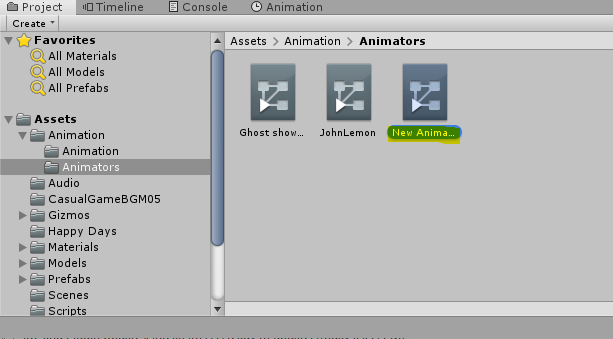 Project
Timeline
Console
Animation
Create
Favorites
All Materials
All Models
All Prefabs
Assets
Animation
Animation
Animators
Audio
CasualGameBGM05
Gizmos
Happy Days
Materials
Models
Prefabs
Scenes
Scripts
Assets > Animation > Animators
Ghost show...
JohnLemon
New Anima...